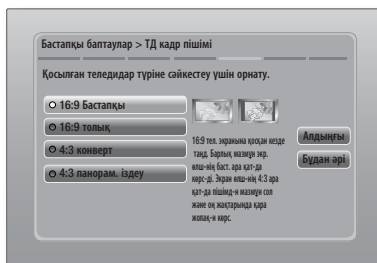 Бастапқы баптаулар > ТД кадр пішімі
Қосылған теледидар түріне сәйкестеу үшін орнату.
16:9 Бастапқы
16:9 толық
4:3 конверт
4:3 панорам. іздеу
16:9 тел. экранына қосқан кезде
таңд. Барлық мазмұн экр.
өлш-нің баст. ара қат-да
көрс-ді. Экран өлш-нің 4:3 ара
қат-да пішімд-н мазмұн сол
және оң жақтарында қара
жолақ-н көрс.
Алдыңғы
Бұдан әрі